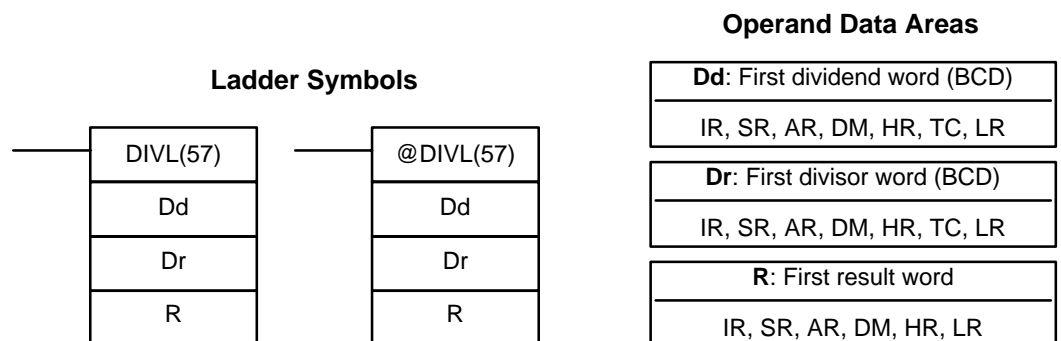 Ladder Symbols
DIVL(57)
Dd
Dr
R
@DIVL(57)
Dd
Dr
R
Operand Data Areas
Dd: First dividend word (BCD)
IR, SR, AR, DM, HR, TC, LR
Dr: First divisor word (BCD)
IR, SR, AR, DM, HR, TC, LR
R: First result word
IR, SR, AR, DM, HR, LR